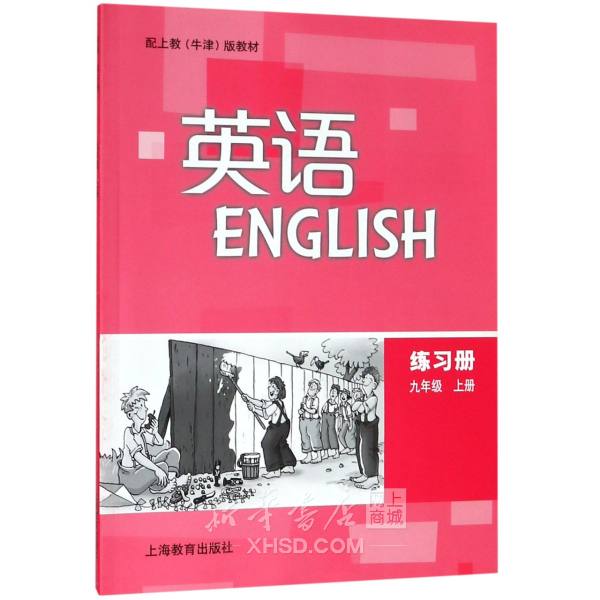 配上教（牛津）版教材
英语
ENGLISH
练习册
九年级 上册
新华书店
网上
商城
XHSD.COM
上海教育出版社